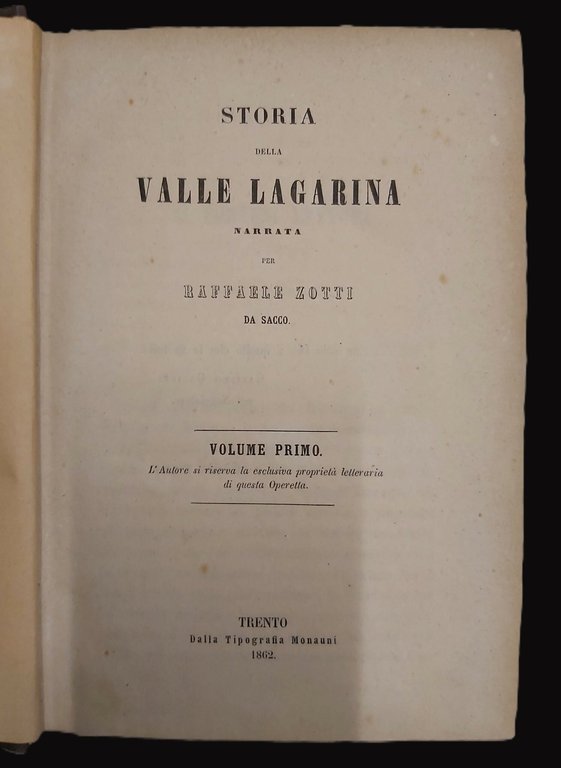 STORIA
DELLA
VALLE LAGARINA
NARRATA
PER
RAFFAELE ZOTTI
DA SACCO.
VOLUME PRIMO.
L'Autore si riserva la esclusiva proprietà letteraria
di questa Operetta.
TRENTO
Dalla Tipografia Monauni
1862.